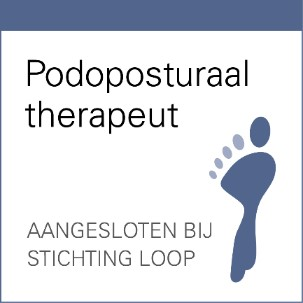 Podoposturaal
therapeut
AANGESLOTEN BIJ
STICHTING LOOP